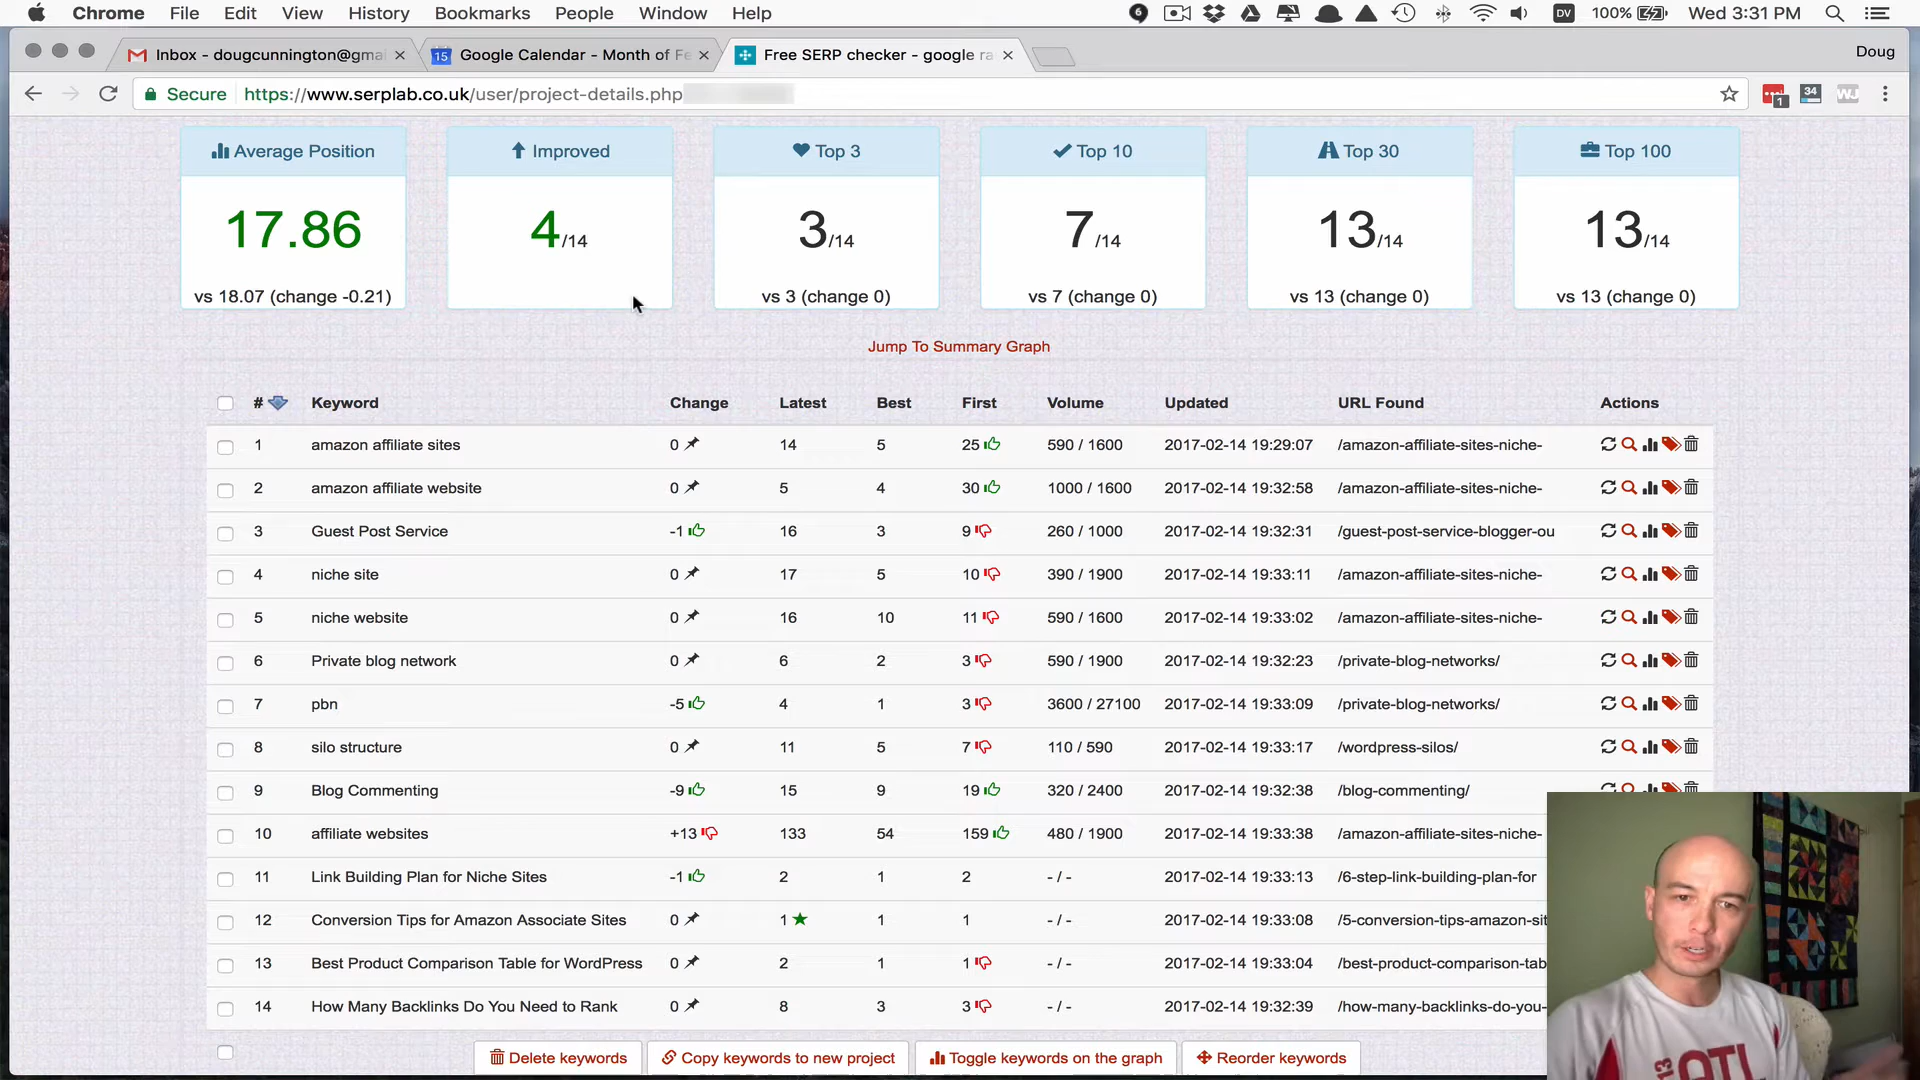 Chrome File Edit View History Bookmarks People Window Help 6 DV 100% Wed 3:31 PM
Inbox - dougcunnington@gmai 15 Google Calendar - Month of Fe Free SERP checker - google ra Doug
Secure https://www.serplab.co.uk/user/project-details.php 1 34 WJ
Average Position Improved Top 3 Top 10 Top 30 Top 100
17.86 4/14 3/14 7/14 13/14 13/14
vs 18.07 (change -0.21) vs 3 (change 0) vs 7 (change 0) vs 13 (change 0) vs 13 (change 0)
Jump To Summary Graph
# Keyword Change Latest Best First Volume Updated URL Found Actions
1 amazon affiliate sites 0 14 5 25 590 / 1600 2017-02-14 19:29:07 /amazon-affiliate-sites-niche-
2 amazon affiliate website 0 5 4 30 1000 / 1600 2017-02-14 19:32:58 /amazon-affiliate-sites-niche-
3 Guest Post Service -1 16 3 9 260 / 1000 2017-02-14 19:32:31 /guest-post-service-blogger-ou
4 niche site 0 17 5 10 390 / 1900 2017-02-14 19:33:11 /amazon-affiliate-sites-niche-
5 niche website 0 16 10 11 590 / 1600 2017-02-14 19:33:02 /amazon-affiliate-sites-niche-
6 Private blog network 0 6 2 3 590 / 1900 2017-02-14 19:32:23 /private-blog-networks/
7 pbn -5 4 1 3 3600 / 27100 2017-02-14 19:33:09 /private-blog-networks/
8 silo structure 0 11 5 7 110 / 590 2017-02-14 19:33:17 /wordpress-silos/
9 Blog Commenting -9 15 9 19 320 / 2400 2017-02-14 19:32:38 /blog-commenting/
10 affiliate websites +13 133 54 159 480 / 1900 2017-02-14 19:33:38 /amazon-affiliate-sites-niche-
11 Link Building Plan for Niche Sites -1 2 1 2 - / - 2017-02-14 19:33:13 /6-step-link-building-plan-for
12 Conversion Tips for Amazon Associate Sites 0 1 1 1 - / - 2017-02-14 19:33:08 /5-conversion-tips-amazon-sit
13 Best Product Comparison Table for WordPress 0 2 1 1 - / - 2017-02-14 19:33:04 /best-product-comparison-tab
14 How Many Backlinks Do You Need to Rank 0 8 3 3 - / - 2017-02-14 19:32:39 /how-many-backlinks-do-you-
Delete keywords Copy keywords to new project Toggle keywords on the graph Reorder keywords